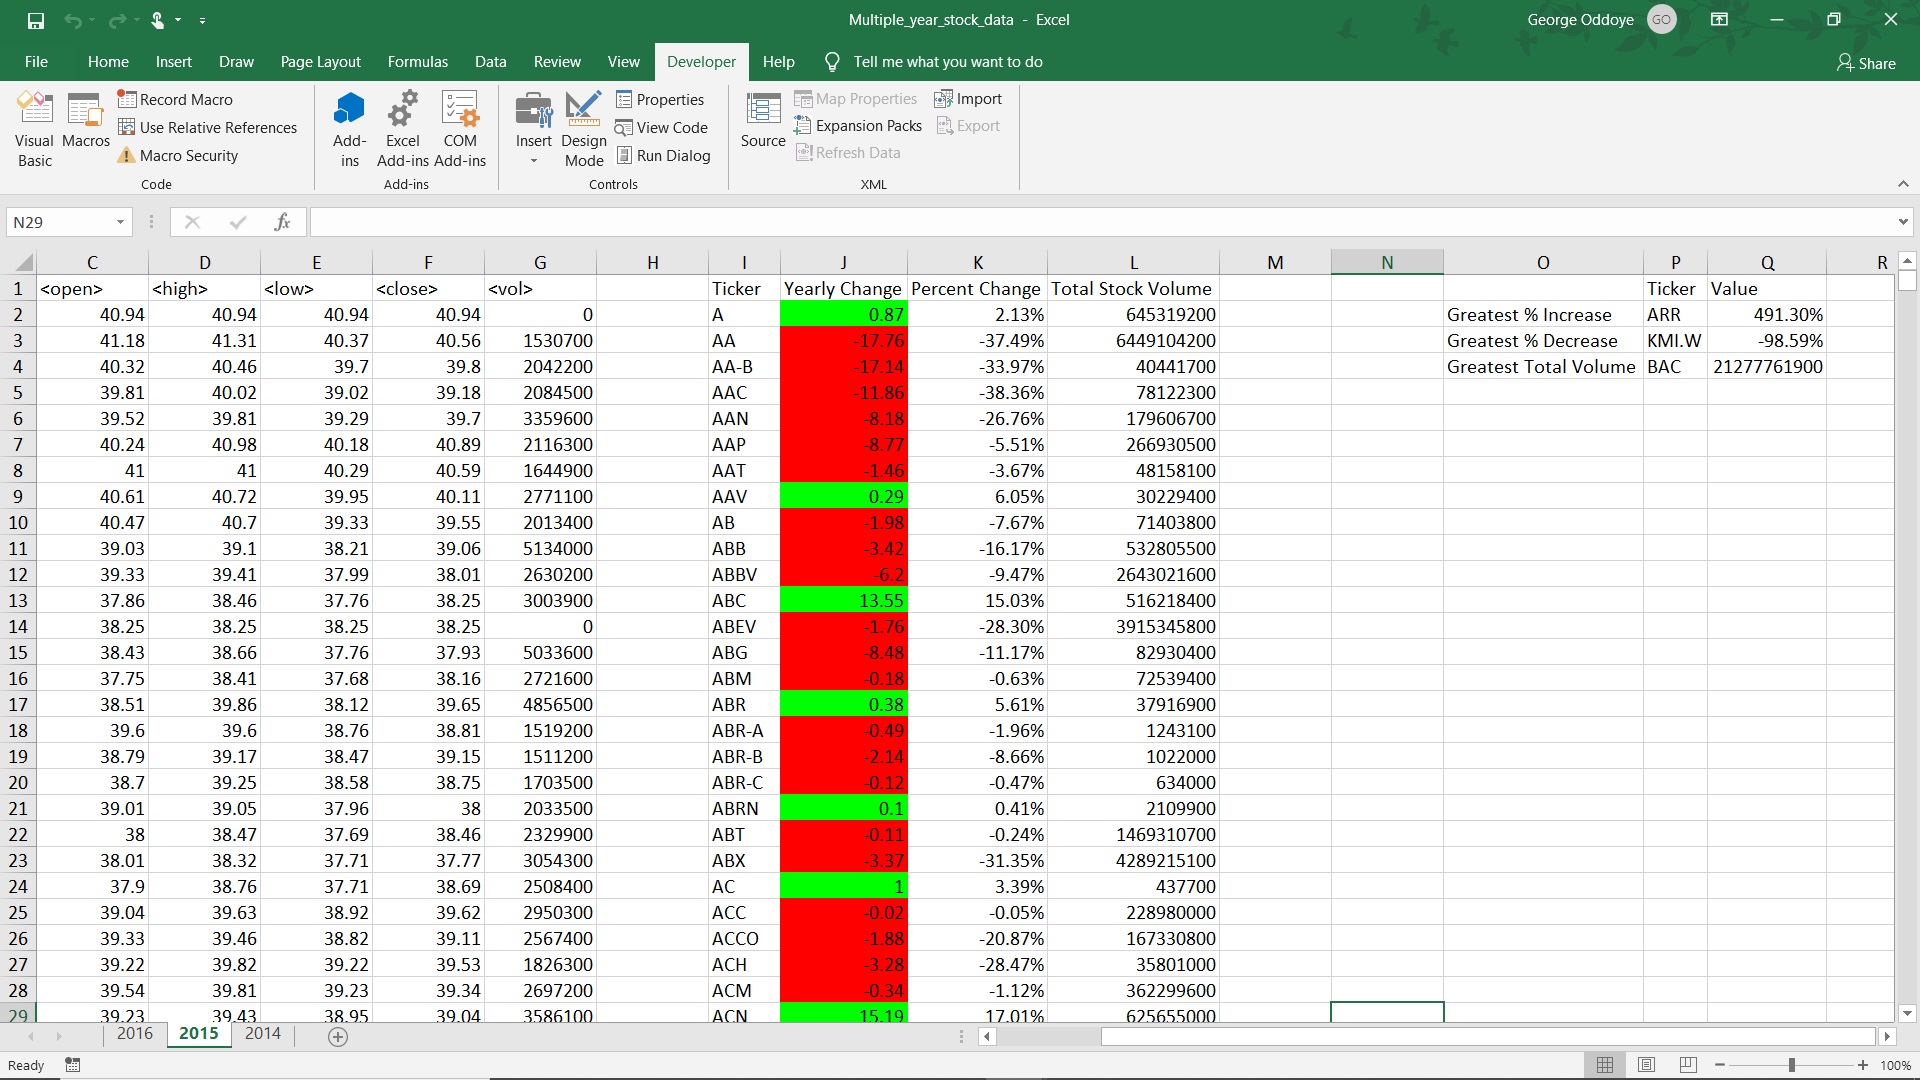 Multiple_year_stock_data - Excel
George Oddoye GO
File Home Insert Draw Page Layout Formulas Data Review View Developer Help Tell me what you want to do Share
Visual Basic
Macros
Record Macro
Use Relative References
Macro Security
Code
Add-ins
Excel Add-ins
COM Add-ins
Add-ins
Insert
Design Mode
Properties
View Code
Run Dialog
Controls
Source
Map Properties
Expansion Packs
Refresh Data
Import
Export
XML
N29 fx
C D E F G H I J K L M N O P Q R
1 <open> <high> <low> <close> <vol> Ticker Yearly Change Percent Change Total Stock Volume Ticker Value
2 40.94 40.94 40.94 40.94 0 A 0.87 2.13% 645319200 Greatest % Increase ARR 491.30%
3 41.18 41.31 40.37 40.56 1530700 AA -17.76 -37.49% 6449104200 Greatest % Decrease KMI.W -98.59%
4 40.32 40.46 39.7 39.8 2042200 AA-B -17.14 -33.97% 40441700 Greatest Total Volume BAC 21277761900
5 39.81 40.02 39.02 39.18 2084500 AAC -11.86 -38.36% 78122300
6 39.52 39.81 39.29 39.7 3359600 AAN -8.18 -26.76% 179606700
7 40.24 40.98 40.18 40.89 2116300 AAP -8.77 -5.51% 266930500
8 41 41 40.29 40.59 1644900 AAT -1.46 -3.67% 48158100
9 40.61 40.72 39.95 40.11 2771100 AAV 0.29 6.05% 30229400
10 40.47 40.7 39.33 39.55 2013400 AB -1.98 -7.67% 71403800
11 39.03 39.1 38.21 39.06 5134000 ABB -3.42 -16.17% 532805500
12 39.33 39.41 37.99 38.01 2630200 ABBV -6.2 -9.47% 2643021600
13 37.86 38.46 37.76 38.25 3003900 ABC 13.55 15.03% 516218400
14 38.25 38.25 38.25 38.25 0 ABEV -1.76 -28.30% 3915345800
15 38.43 38.66 37.76 37.93 5033600 ABG -8.48 -11.17% 82930400
16 37.75 38.41 37.68 38.16 2721600 ABM -0.18 -0.63% 72539400
17 38.51 39.86 38.12 39.65 4856500 ABR 0.38 5.61% 37916900
18 39.6 39.6 38.76 38.81 1519200 ABR-A -0.49 -1.96% 1243100
19 38.79 39.17 38.47 39.15 1511200 ABR-B -2.14 -8.66% 1022000
20 38.7 39.25 38.58 38.75 1703500 ABR-C -0.12 -0.47% 634000
21 39.01 39.05 37.96 38 2033500 ABRN 0.1 0.41% 2109900
22 38 38.47 37.69 38.46 2329900 ABT -0.11 -0.24% 1469310700
23 38.01 38.32 37.71 37.77 3054300 ABX -3.37 -31.35% 4289215100
24 37.9 38.76 37.71 38.69 2508400 AC 1 3.39% 437700
25 39.04 39.63 38.92 39.62 2950300 ACC -0.02 -0.05% 228980000
26 39.33 39.46 38.82 39.11 2567400 ACCO -1.88 -20.87% 167330800
27 39.22 39.82 39.22 39.53 1826300 ACH -3.28 -28.47% 35801000
28 39.54 39.81 39.23 39.34 2697200 ACM -0.34 -1.12% 362299600
29 39.23 39.43 38.95 39.04 3586100 ACN 15.19 17.01% 625655000
2016 2015 2014
Ready 100%